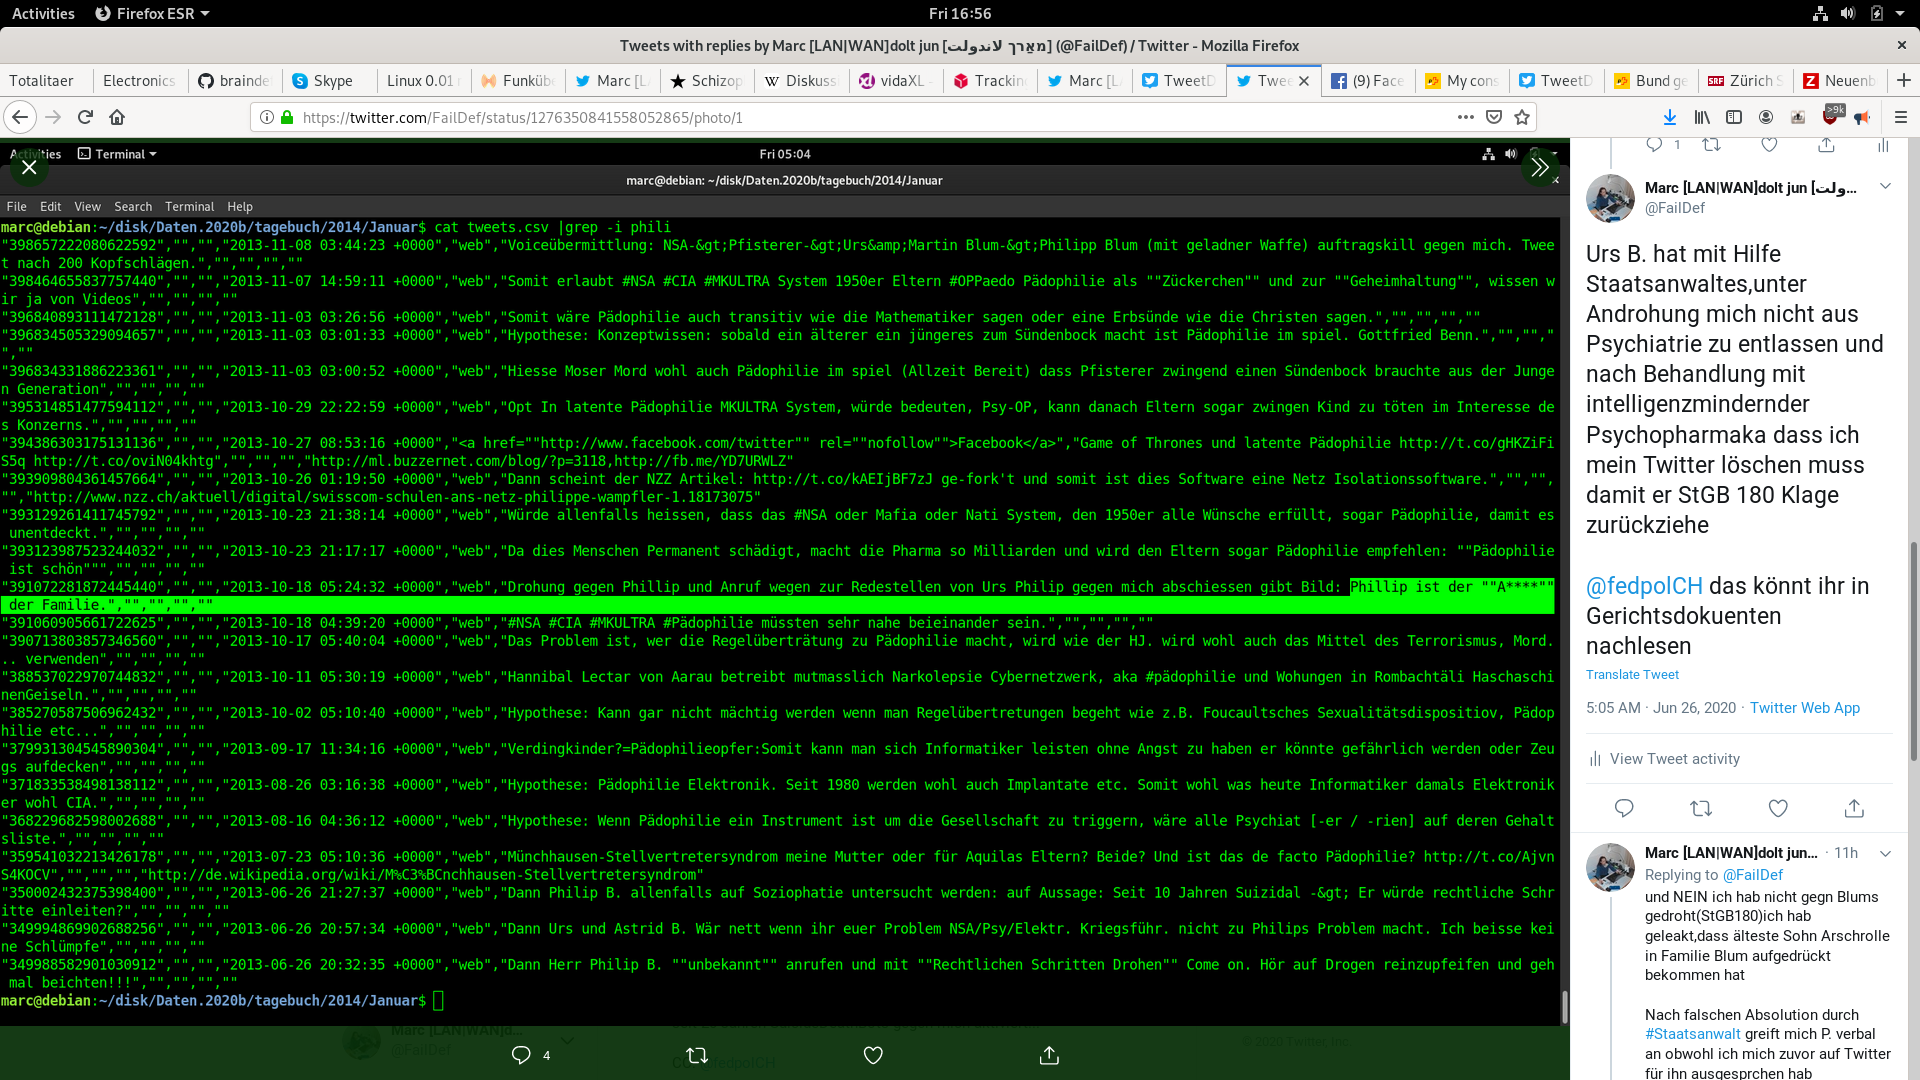 Activities Firefox ESR Fri 16:56
Tweets with replies by Marc [LAN|WAN]dolt jun [מאַרך לאנדולת] (@FailDef) / Twitter - Mozilla Firefox
Totalitaer Electronics brainde Skype Linux 0.01 Funkübe Marc [L Schizop Diskuss vidaXL - Trackin Marc [L TweetD Twee (9) Face My cons TweetD Bund ge Zürich S Neuenb
https://twitter.com/FailDef/status/1276350841558052865/photo/1
>9k
Activities Terminal Fri 05:04
marc@debian: ~/disk/Daten.2020b/tagebuch/2014/Januar
File Edit View Search Terminal Help
marc@debian:~/disk/Daten.2020b/tagebuch/2014/Januar$ cat tweets.csv |grep -i phili
"398657222080622592","","","2013-11-08 03:44:23 +0000","web","Voiceübermittlung: NSA-&gt;Pfisterer-&gt;Urs&amp;Martin Blum-&gt;Philipp Blum (mit geladner Waffe) auftragskill gegen mich. Twee
t nach 200 Kopfschlägen.","","","",""
"398464655837757440","","","2013-11-07 14:59:11 +0000","web","Somit erlaubt #NSA #CIA #MKULTRA System 1950er Eltern #OPPaedo Pädophilie als ""Zückerchen"" und zur ""Geheimhaltung"", wissen w
ir ja von Videos","","","",""
"396840893111472128","","","2013-11-03 03:26:56 +0000","web","Somit wäre Pädophilie auch transitiv wie die Mathematiker sagen oder eine Erbsünde wie die Christen sagen.","","","",""
"396834505329094657","","","2013-11-03 03:01:33 +0000","web","Hypothese: Konzeptwissen: sobald ein älterer ein jüngeres zum Sündenbock macht ist Pädophilie im spiel. Gottfried Benn.","","","
",""
"396834331886223361","","","2013-11-03 03:00:52 +0000","web","Hiesse Moser Mord wohl auch Pädophilie im spiel (Allzeit Bereit) dass Pfisterer zwingend einen Sündenbock brauchte aus der Junge
n Generation","","","",""
"395314851477594112","","","2013-10-29 22:22:59 +0000","web","Opt In latente Pädophilie MKULTRA System, würde bedeuten, Psy-OP, kann danach Eltern sogar zwingen Kind zu töten im Interesse de
s Konzerns.","","","",""
"394386303175131136","","","2013-10-27 08:53:16 +0000","<a href=""http://www.facebook.com/twitter"" rel=""nofollow"">Facebook</a>","Game of Thrones und latente Pädophilie http://t.co/gHKZiFi
S5q http://t.co/oviN04khtg","","","","http://ml.buzzernet.com/blog/?p=3118,http://fb.me/YD7URWLZ"
"393909804361457664","","","2013-10-26 01:19:50 +0000","web","Dann scheint der NZZ Artikel: http://t.co/kAEIjBF7zJ ge-fork't und somit ist dies Software eine Netz Isolationssoftware.","","",
"","http://www.nzz.ch/aktuell/digital/swisscom-schulen-ans-netz-philippe-wampfler-1.18173075"
"393129261411745792","","","2013-10-23 21:38:14 +0000","web","Würde allenfalls heissen, dass das #NSA oder Mafia oder Nati System, den 1950er alle Wünsche erfüllt, sogar Pädophilie, damit es
unentdeckt.","","","",""
"393123987523244032","","","2013-10-23 21:17:17 +0000","web","Da dies Menschen Permanent schädigt, macht die Pharma so Milliarden und wird den Eltern sogar Pädophilie empfehlen: ""Pädophilie
ist schön""","","","",""
"391072281872445440","","","2013-10-18 05:24:32 +0000","web","Drohung gegen Phillip und Anruf wegen zur Redestellen von Urs Philip gegen mich abschiessen gibt Bild: Phillip ist der ""A****""
der Familie.","","","",""
"391060905661722625","","","2013-10-18 04:39:20 +0000","web","#NSA #CIA #MKULTRA #Pädophilie müssten sehr nahe beieinander sein.","","","",""
"390713803857346560","","","2013-10-17 05:40:04 +0000","web","Das Problem ist, wer die Regelüberträtung zu Pädophilie macht, wird wie der HJ. wird wohl auch das Mittel des Terrorismus, Mord.
.. verwenden","","","",""
"388537022970744832","","","2013-10-11 05:30:19 +0000","web","Hannibal Lectar von Aarau betreibt mutmasslich Narkolepsie Cybernetzwerk, aka #pädophilie und Wohungen in Rombachtäli Haschaschi
nenGeiseln.","","","",""
"385270587506962432","","","2013-10-02 05:10:40 +0000","web","Hypothese: Kann gar nicht mächtig werden wenn man Regelübertretungen begeht wie z.B. Foucaultsches Sexualitätsdispositiov, Pädop
hilie etc...","","","",""
"379931304545890304","","","2013-09-17 11:34:16 +0000","web","Verdingkinder?=Pädophilieopfer:Somit kann man sich Informatiker leisten ohne Angst zu haben er könnte gefährlich werden oder Zeu
gs aufdecken","","","",""
"371833538498138112","","","2013-08-26 03:16:38 +0000","web","Hypothese: Pädophilie Elektronik. Seit 1980 werden wohl auch Implantate etc. Somit wohl was heute Informatiker damals Elektronik
er wohl CIA.","","","",""
"368229682598002688","","","2013-08-16 04:36:12 +0000","web","Hypothese: Wenn Pädophilie ein Instrument ist um die Gesellschaft zu triggern, wäre alle Psychiat [-er / -rien] auf deren Gehalt
sliste.","","","",""
"359541032213426178","","","2013-07-23 05:10:36 +0000","web","Münchhausen-Stellvertretersyndrom meine Mutter oder für Aquilas Eltern? Beide? Und ist das de facto Pädophilie? http://t.co/Ajvn
S4KOCV","","","","http://de.wikipedia.org/wiki/M%C3%BCnchhausen-Stellvertretersyndrom"
"350002432375398400","","","2013-06-26 21:27:37 +0000","web","Dann Philip B. allenfalls auf Soziophatie untersucht werden: auf Aussage: Seit 10 Jahren Suizidal -&gt; Er würde rechtliche Schr
itte einleiten?","","","",""
"349994869902688256","","","2013-06-26 20:57:34 +0000","web","Dann Urs und Astrid B. Wär nett wenn ihr euer Problem NSA/Psy/Elektr. Kriegsführ. nicht zu Philips Problem macht. Ich beisse kei
ne Schlümpfe","","","",""
"349988582901030912","","","2013-06-26 20:32:35 +0000","web","Dann Herr Philip B. ""unbekannt"" anrufen und mit ""Rechtlichen Schritten Drohen"" Come on. Hör auf Drogen reinzupfeifen und geh
mal beichten!!!","","","",""
marc@debian:~/disk/Daten.2020b/tagebuch/2014/Januar$
Marc [LAN|WAN]d...
@FailDef
@fedpolCH
© 2020 Twitter, Inc.
4
1
Marc [LAN|WAN]dolt jun [ולת...
@FailDef
Urs B. hat mit Hilfe
Staatsanwaltes,unter
Androhung mich nicht aus
Psychiatrie zu entlassen und
nach Behandlung mit
intelligenzmindernder
Psychopharmaka dass ich
mein Twitter löschen muss
damit er StGB 180 Klage
zurückziehe
@fedpolCH das könnt ihr in
Gerichtsdokuenten
nachlesen
Translate Tweet
5:05 AM · Jun 26, 2020 · Twitter Web App
View Tweet activity
Marc [LAN|WAN]dolt jun... · 11h
Replying to @FailDef
und NEIN ich hab nicht gegn Blums
gedroht(StGB180)ich hab
geleakt,dass älteste Sohn Arschrolle
in Familie Blum aufgedrückt
bekommen hat
Nach falschen Absolution durch
#Staatsanwalt greift mich P. verbal
an obwohl ich mich zuvor auf Twitter
für ihn ausgesprchen hab